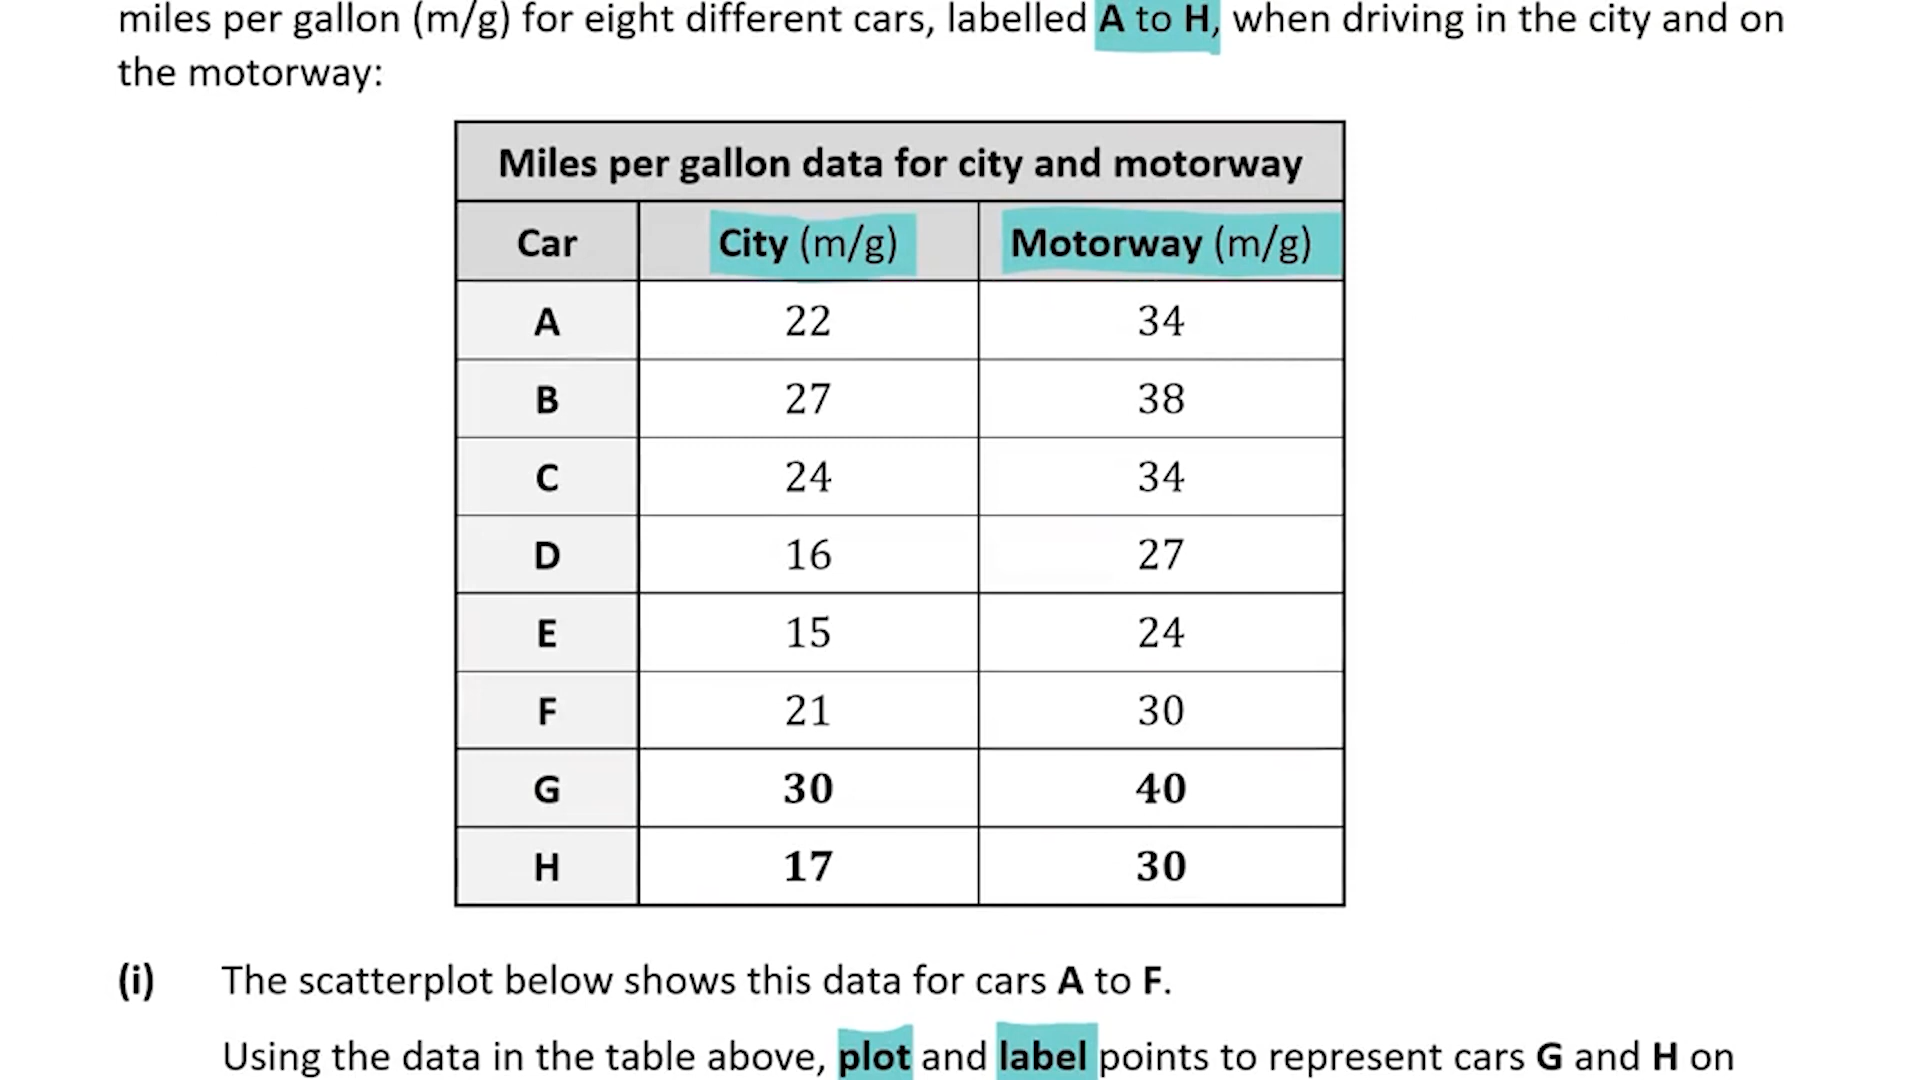 miles per gallon (m/g) for eight different cars, labelled A to H, when driving in the city and on
the motorway:
Miles per gallon data for city and motorway
Car City (m/g) Motorway (m/g)
A 22 34
B 27 38
C 24 34
D 16 27
E 15 24
F 21 30
G 30 40
H 17 30
(i) The scatterplot below shows this data for cars A to F.
Using the data in the table above, plot and label points to represent cars G and H on